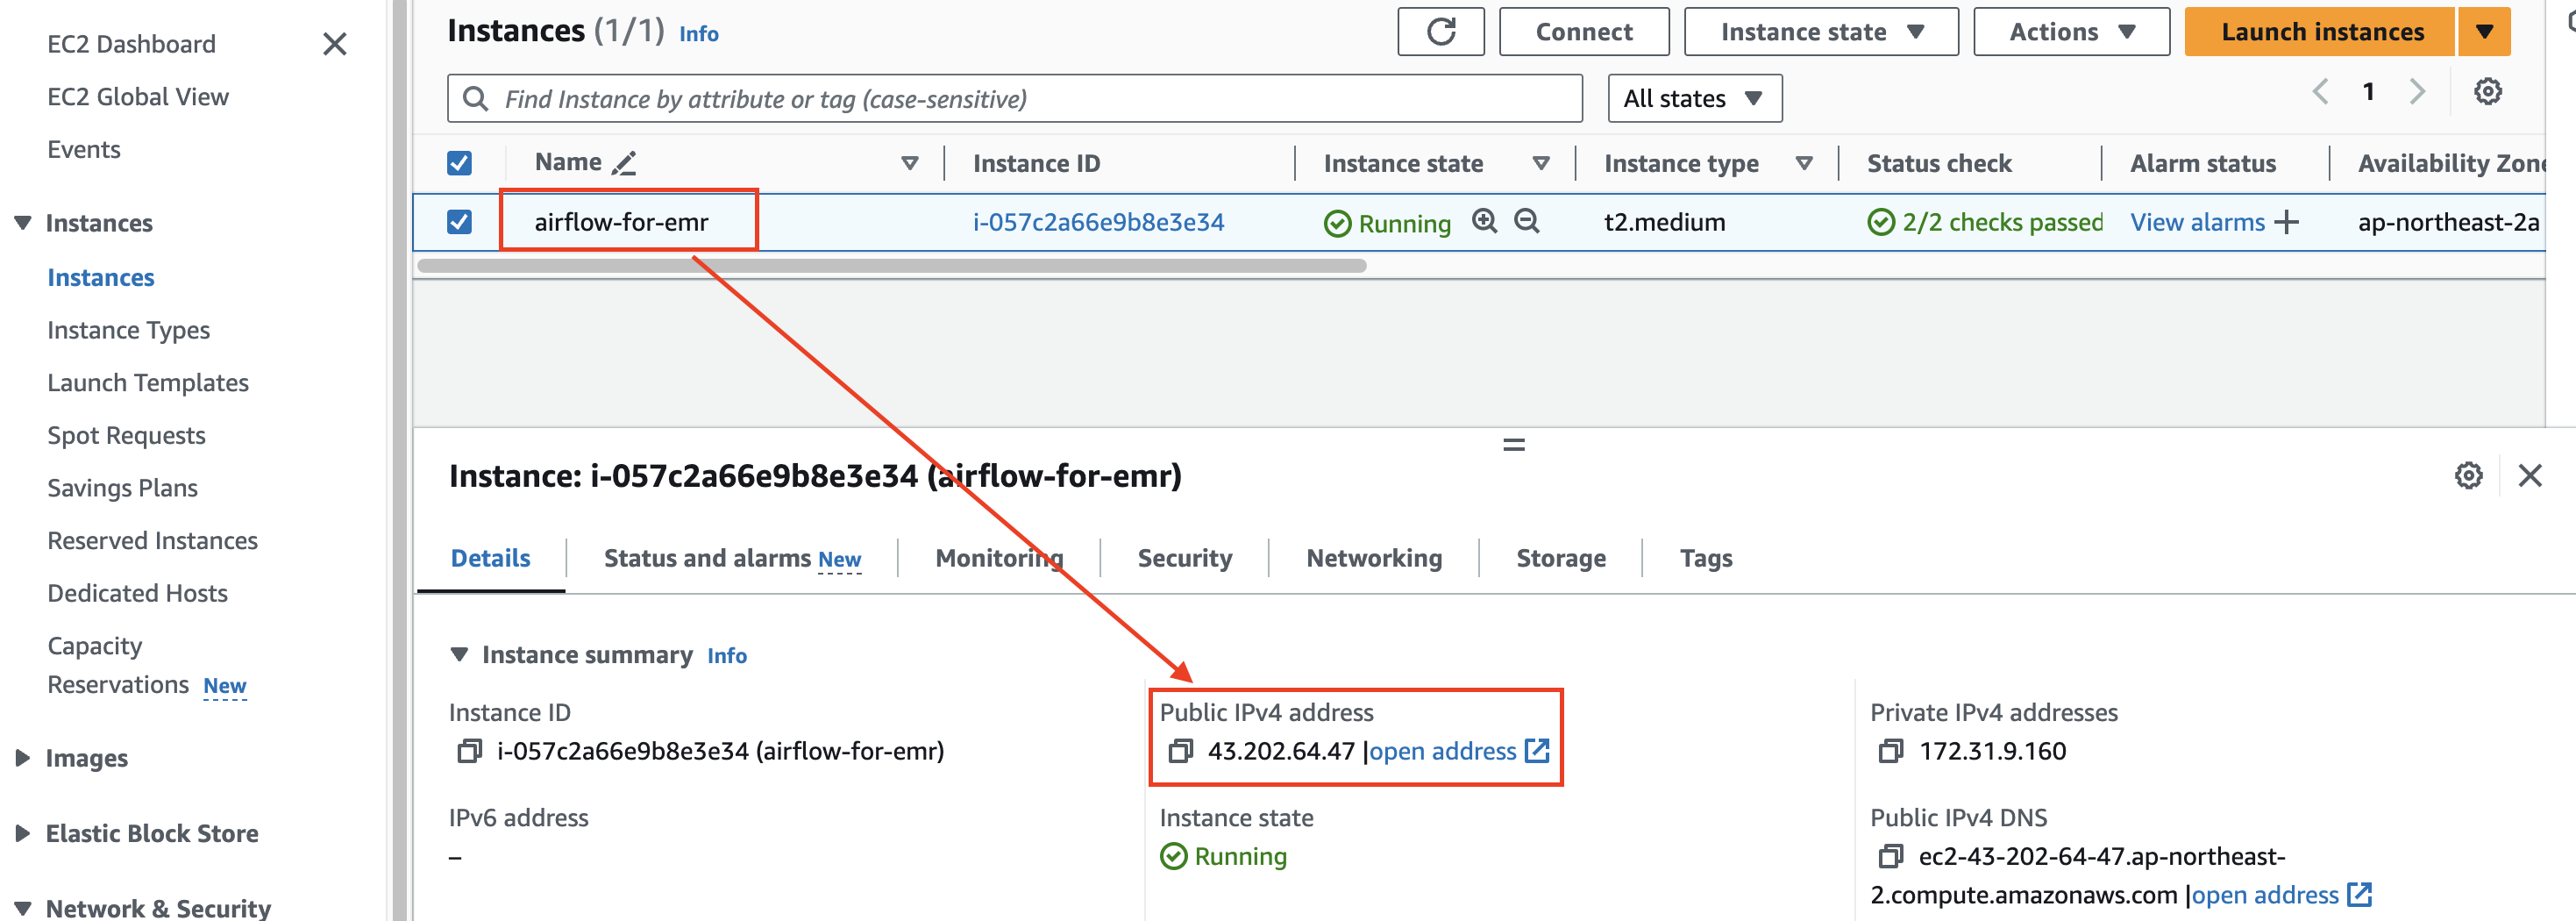 EC2 Dashboard
EC2 Global View
Events
Instances
Instances
Instance Types
Launch Templates
Spot Requests
Savings Plans
Reserved Instances
Dedicated Hosts
Capacity
Reservations New
Images
Elastic Block Store
Network & Security
Instances (1/1) Info
Connect
Instance state
Actions
Launch instances
Find Instance by attribute or tag (case-sensitive)
All states
1
Name Instance ID Instance state Instance type Status check Alarm status Availability Zone
airflow-for-emr i-057c2a66e9b8e3e34 Running t2.medium 2/2 checks passed View alarms + ap-northeast-2a
Instance: i-057c2a66e9b8e3e34 (airflow-for-emr)
Details Status and alarms New Monitoring Security Networking Storage Tags
Instance summary Info
Instance ID
i-057c2a66e9b8e3e34 (airflow-for-emr)
Public IPv4 address
43.202.64.47 |open address
Private IPv4 addresses
172.31.9.160
IPv6 address
–
Instance state
Running
Public IPv4 DNS
ec2-43-202-64-47.ap-northeast-
2.compute.amazonaws.com |open address